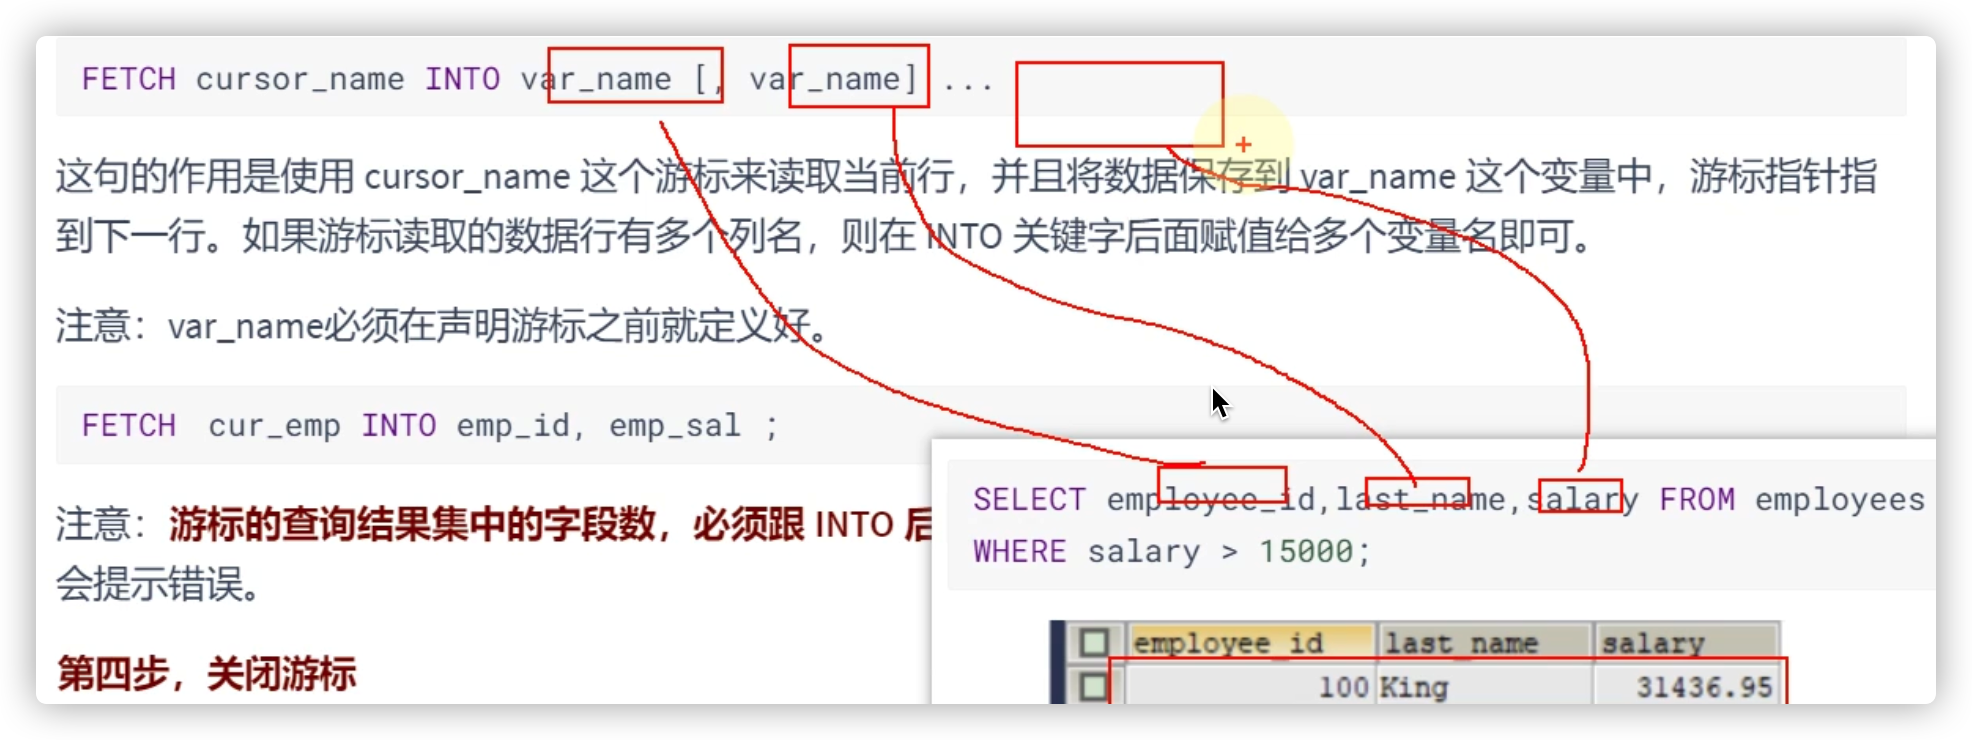 FETCH cursor_name INTO var_name [, var_name] ...
这句的作用是使用 cursor_name 这个游标来读取当前行，并且将数据保存到 var_name 这个变量中，游标指针指
到下一行。如果游标读取的数据行有多个列名，则在 INTO 关键字后面赋值给多个变量名即可。
注意：var_name必须在声明游标之前就定义好。
FETCH cur_emp INTO emp_id, emp_sal ;
注意：游标的查询结果集中的字段数，必须跟 INTO 后
会提示错误。
第四步，关闭游标
SELECT employee_id,last_name,salary FROM employees
WHERE salary > 15000;
employee_id last_name salary
100 King 31436.95